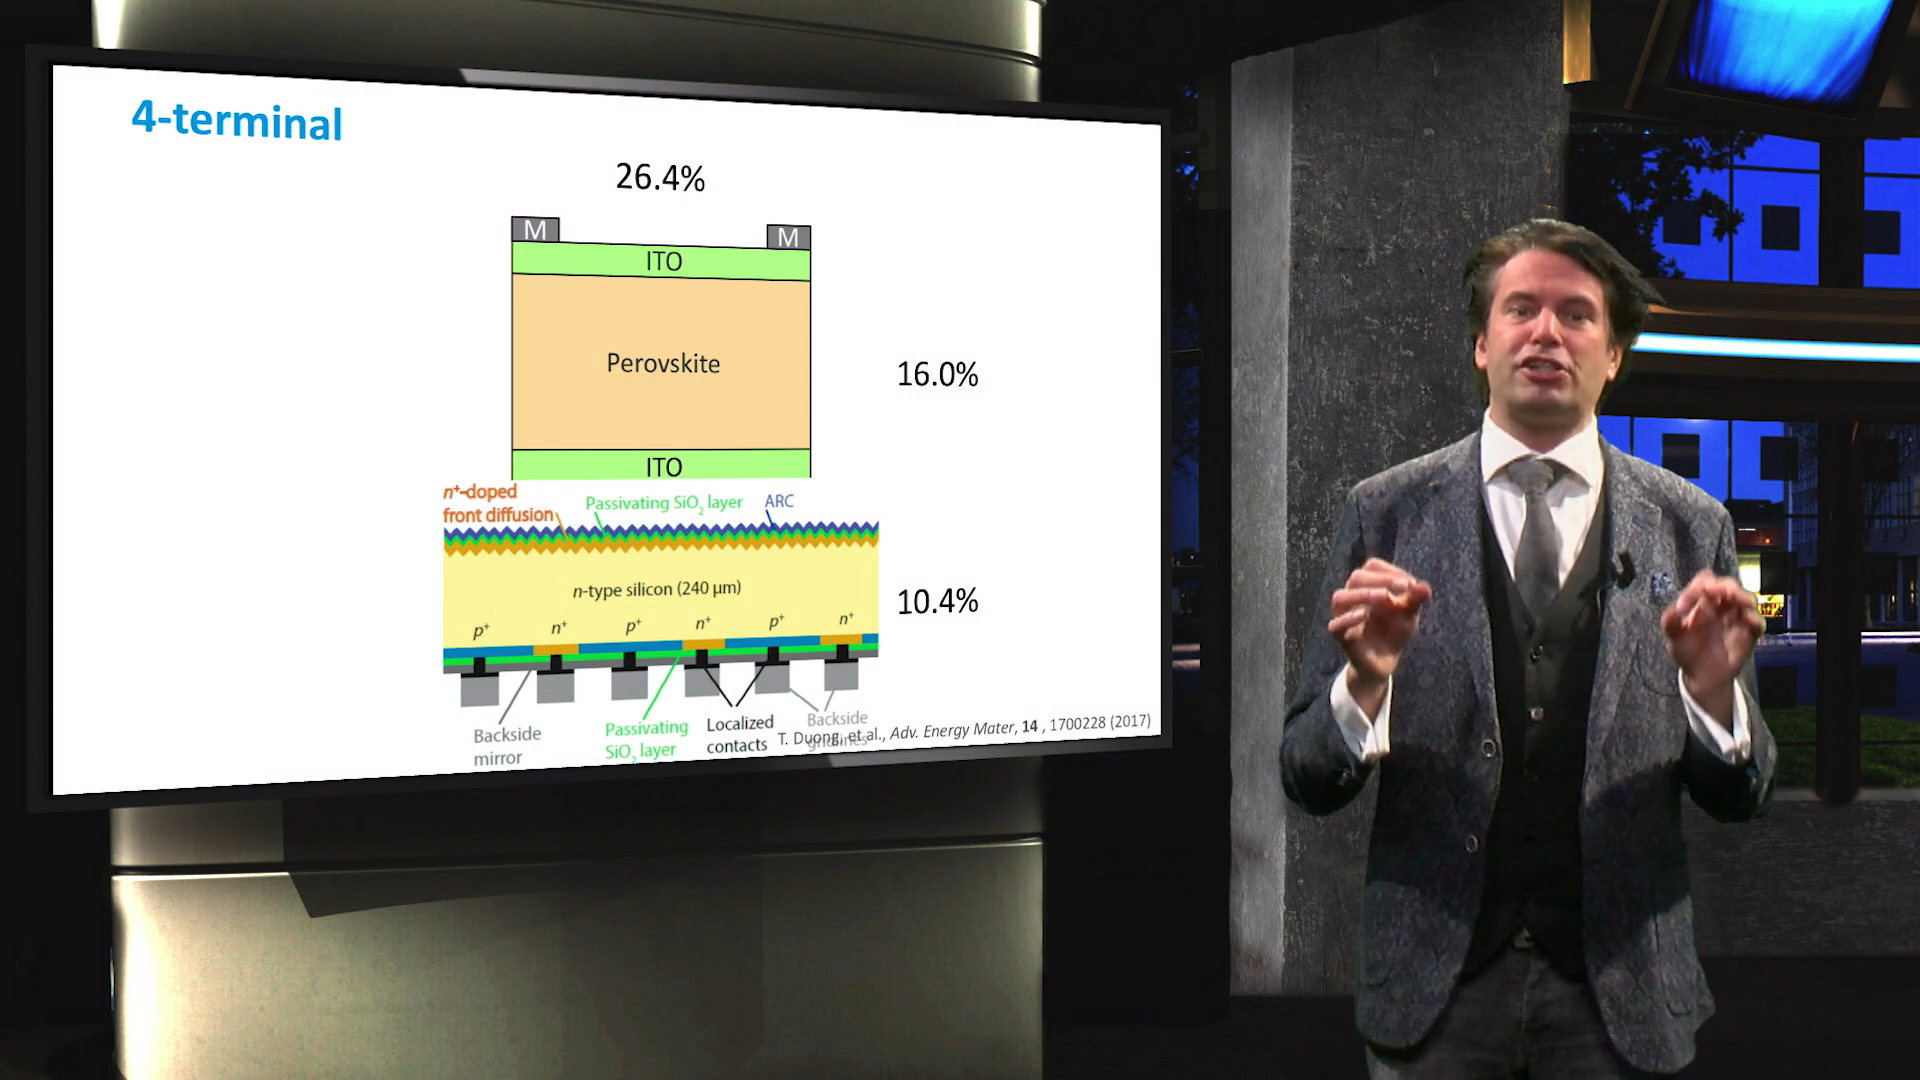 4-terminal
26.4%
M
M
ITO
Perovskite
16.0%
ITO
n⁺-doped
front diffusion
Passivating SiO₂ layer
ARC
n-type silicon (240 µm)
10.4%
p⁺
n⁺
p⁺
n⁺
p⁺
n⁺
Backside
mirror
Passivating
SiO₂ layer
Localized
contacts
Backside
gridlines
T. Duong, et al., Adv. Energy Mater, 14 , 1700228 (2017)